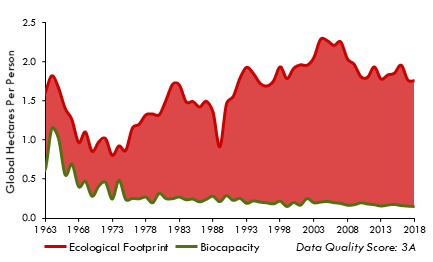 Global Hectares Per Person
2.5
2.0
1.5
1.0
0.5
0.0
1963 1968 1973 1978 1983 1988 1993 1998 2003 2008 2013 2018
Ecological Footprint Biocapacity Data Quality Score: 3A